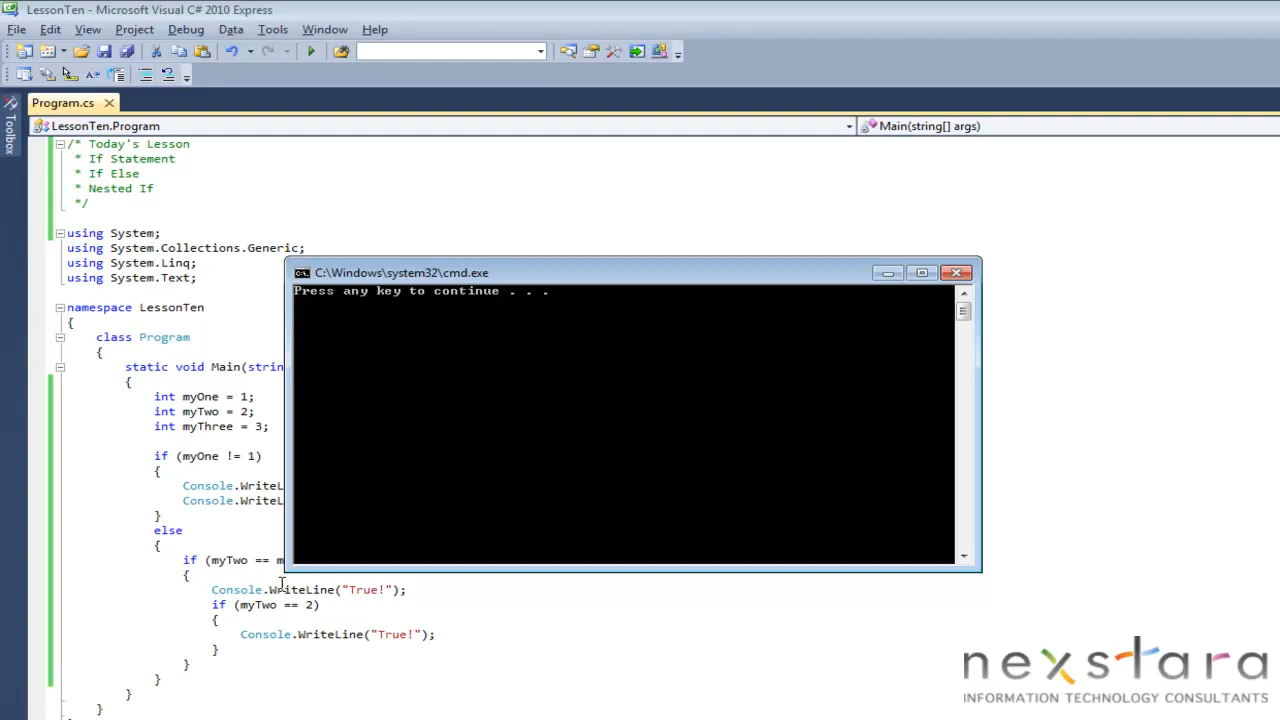 LessonTen - Microsoft Visual C# 2010 Express
File Edit View Project Debug Data Tools Window Help
Program.cs
Toolbox
LessonTen.Program Main(string[] args)
/* Today's Lesson
* If Statement
* If Else
* Nested If
*/
using System;
using System.Collections.Generic;
using System.Linq;
using System.Text;
namespace LessonTen
{
class Program
{
static void Main(strin
{
int myOne = 1;
int myTwo = 2;
int myThree = 3;
if (myOne != 1)
{
Console.WriteL
Console.WriteL
}
else
{
if (myTwo == m
{
Console.WriteLine("True!");
if (myTwo == 2)
{
Console.WriteLine("True!");
}
}
}
}
}
C:\Windows\system32\cmd.exe
Press any key to continue . . .
nexstara
INFORMATION TECHNOLOGY CONSULTANTS